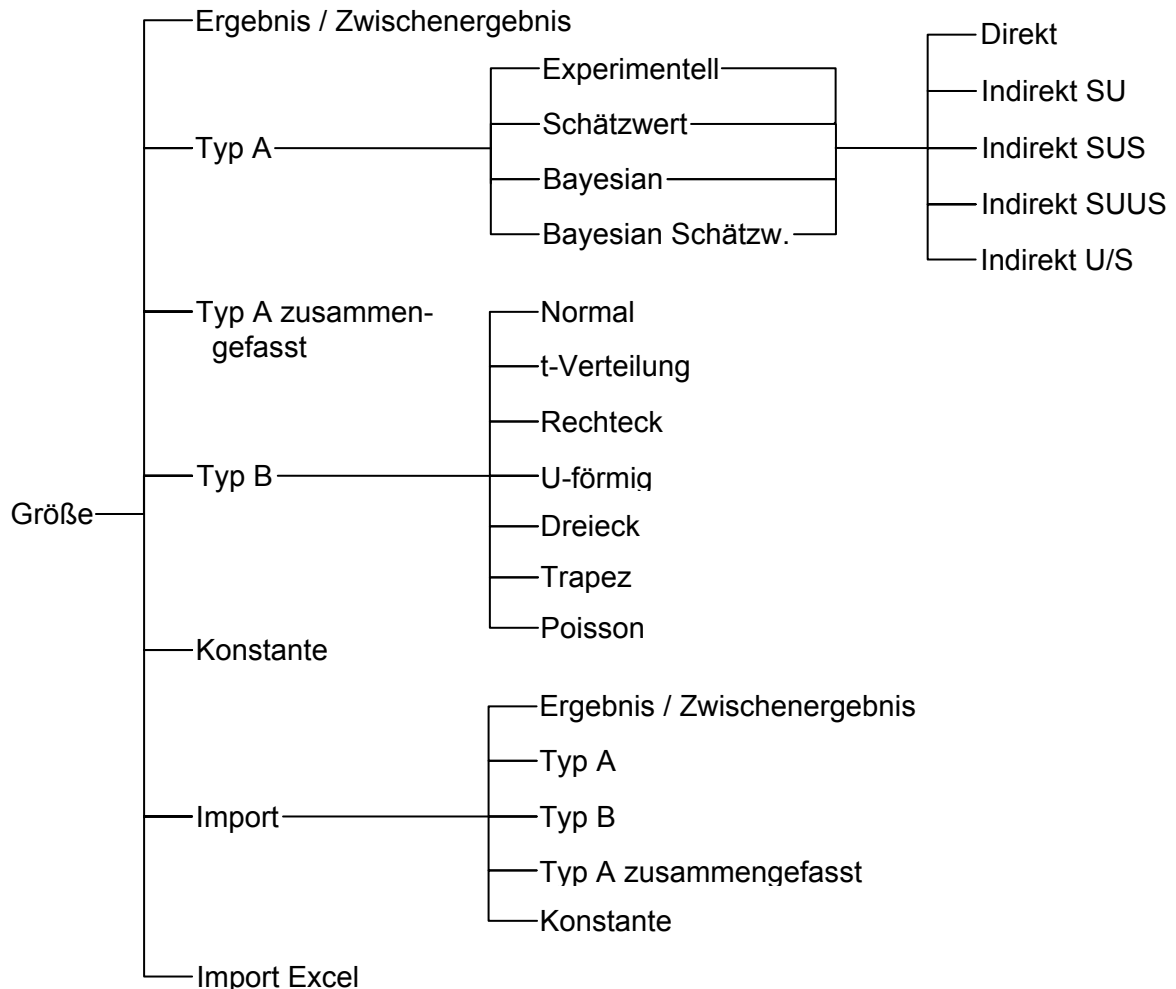 Größe
Ergebnis / Zwischenergebnis
Typ A
Experimentell
Schätzwert
Bayesian
Bayesian Schätzw.
Direkt
Indirekt SU
Indirekt SUS
Indirekt SUUS
Indirekt U/S
Typ A zusammen-
gefasst
Typ B
Normal
t-Verteilung
Rechteck
U-förmig
Dreieck
Trapez
Poisson
Konstante
Import
Ergebnis / Zwischenergebnis
Typ A
Typ B
Typ A zusammengefasst
Konstante
Import Excel